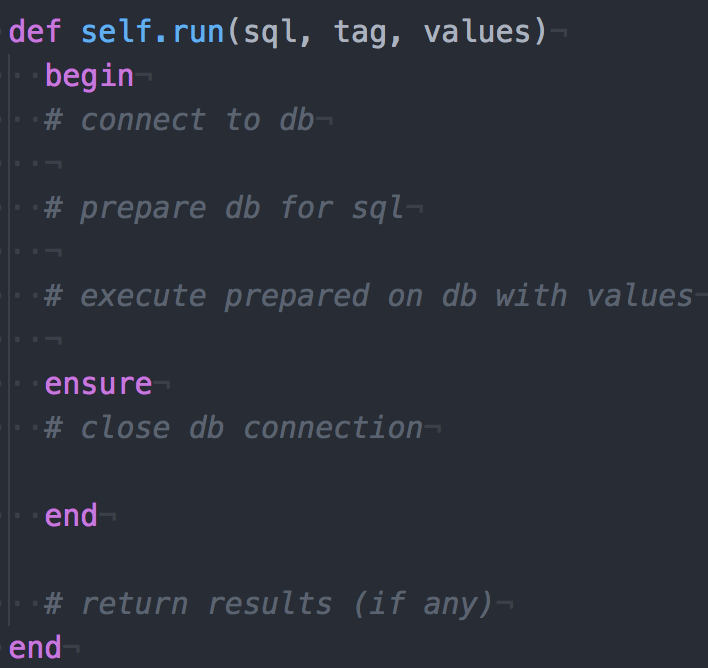 def self.run(sql, tag, values)
begin
# connect to db
# prepare db for sql
# execute prepared on db with values
ensure
# close db connection
end
# return results (if any)
end